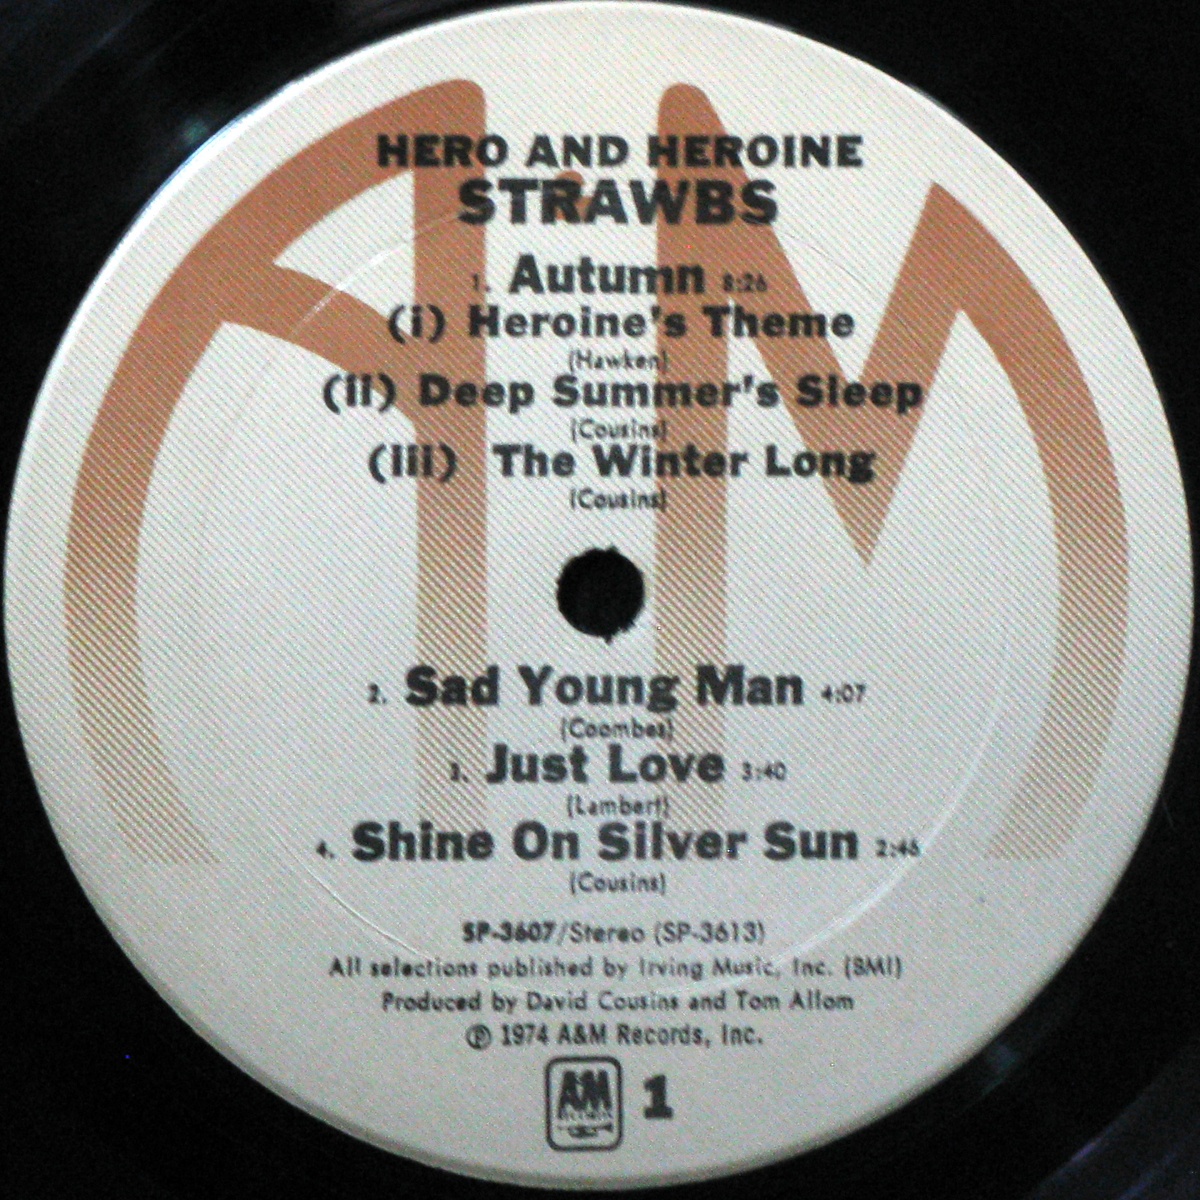 HERO AND HEROINE
STRAWBS
1. Autumn 8:26
(i) Heroine's Theme
(Hawken)
(ii) Deep Summer's Sleep
(Cousins)
(iii) The Winter Long
(Cousins)
2. Sad Young Man 4:07
(Coombes)
3. Just Love 3:40
(Lambert)
4. Shine On Silver Sun 2:46
(Cousins)
SP-3607/Stereo (SP-3613)
All selections published by Irving Music, Inc. (BMI)
Produced by David Cousins and Tom Allom
℗ 1974 A&M Records, Inc.
A&M RECORDS 1